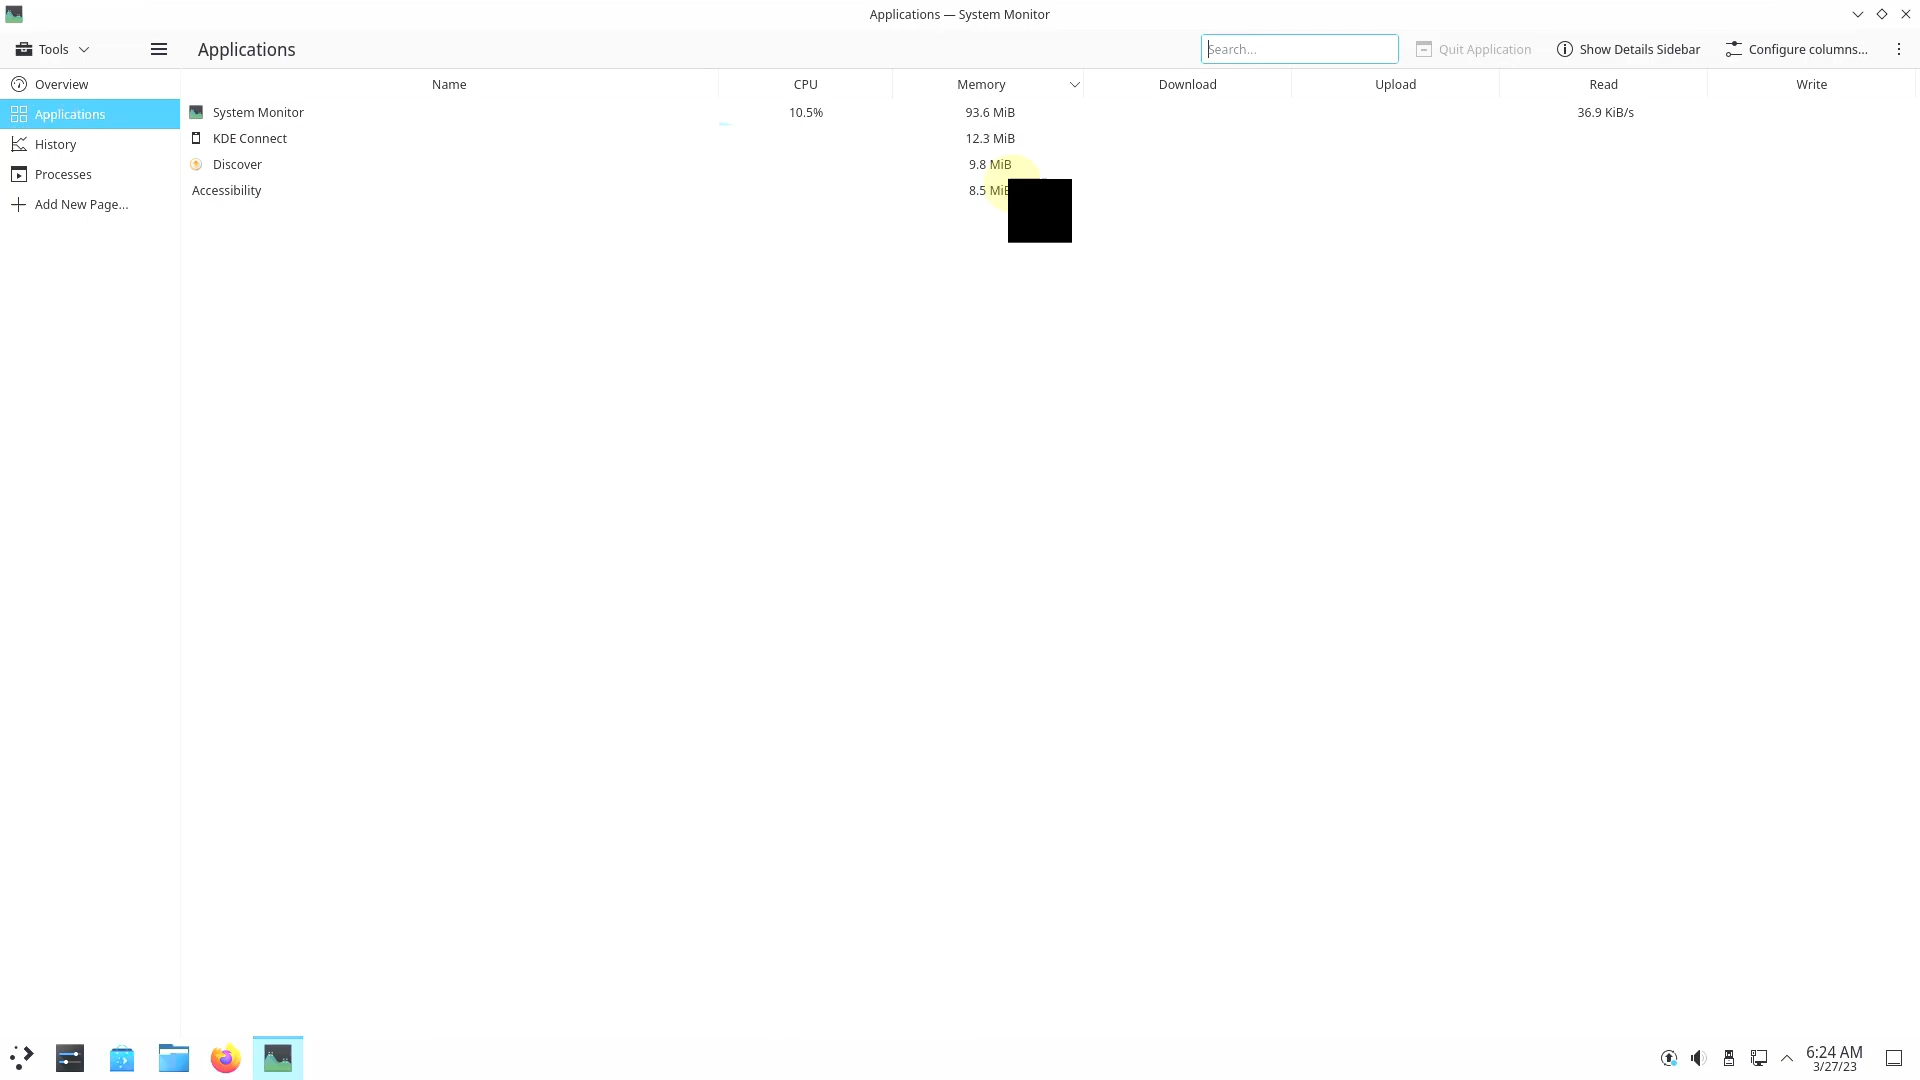 Applications — System Monitor
Tools
Applications
Search...
Quit Application
Show Details Sidebar
Configure columns...
Overview
Applications
History
Processes
Add New Page...
Name CPU Memory Download Upload Read Write
System Monitor 10.5% 93.6 MiB 36.9 KiB/s
KDE Connect 12.3 MiB
Discover 9.8 MiB
Accessibility 8.5
6:24 AM
3/27/23